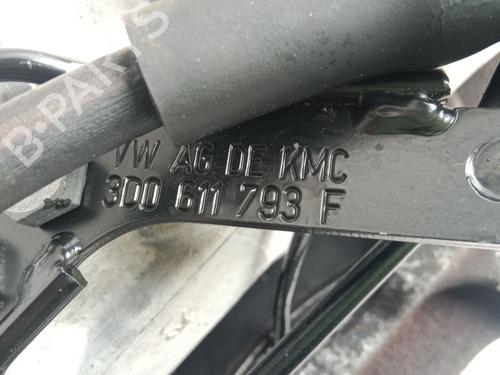 B-PARTS
VW AG DE KMC
3D0 611 793 F